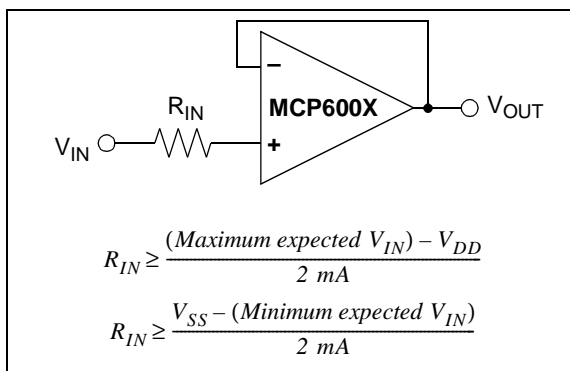 R_IN
−
MCP600X
V_OUT
V_IN
+
R_IN ≥ (Maximum expected V_IN) – V_DD / 2 mA
R_IN ≥ V_SS – (Minimum expected V_IN) / 2 mA